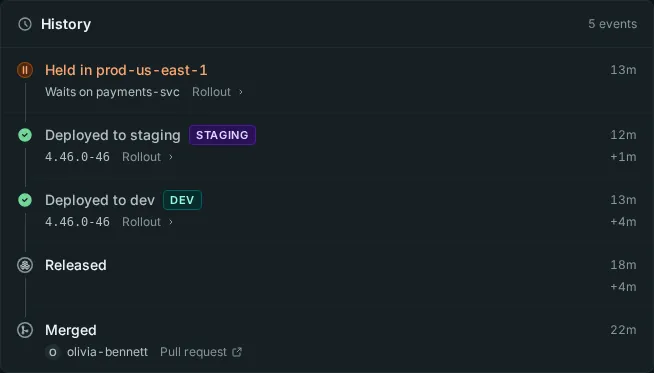 History 5 events
Held in prod-us-east-1 13m
Waits on payments-svc Rollout ›
Deployed to staging STAGING 12m
4.46.0-46 Rollout › +1m
Deployed to dev DEV 13m
4.46.0-46 Rollout › +4m
Released 18m
+4m
Merged 22m
O olivia-bennett Pull request